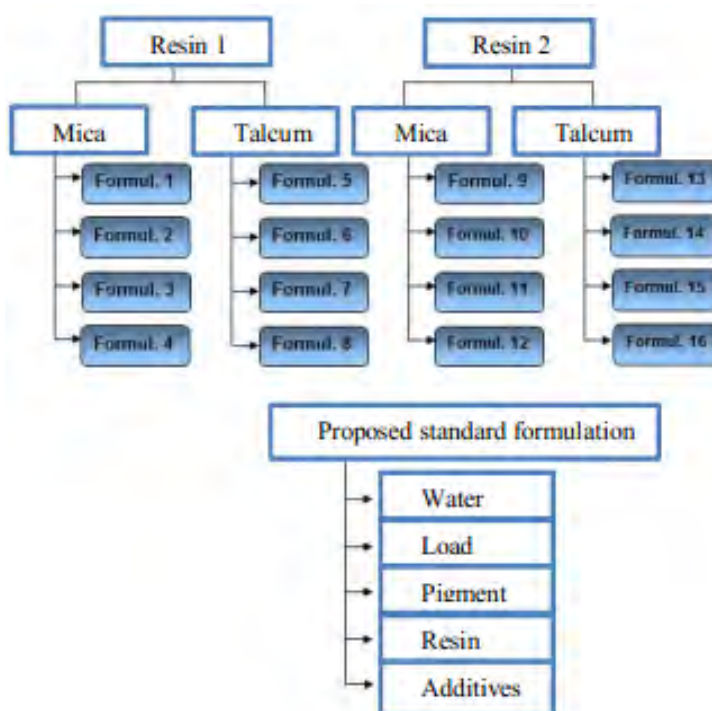 Resin 1
Resin 2
Mica
Talcum
Mica
Talcum
Formul. 1
Formul. 2
Formul. 3
Formul. 4
Formul. 5
Formul. 6
Formul. 7
Formul. 8
Formul. 9
Formul. 10
Formul. 11
Formul. 12
Formul. 13
Formul. 14
Formul. 15
Formul. 16
Proposed standard formulation
Water
Load
Pigment
Resin
Additives